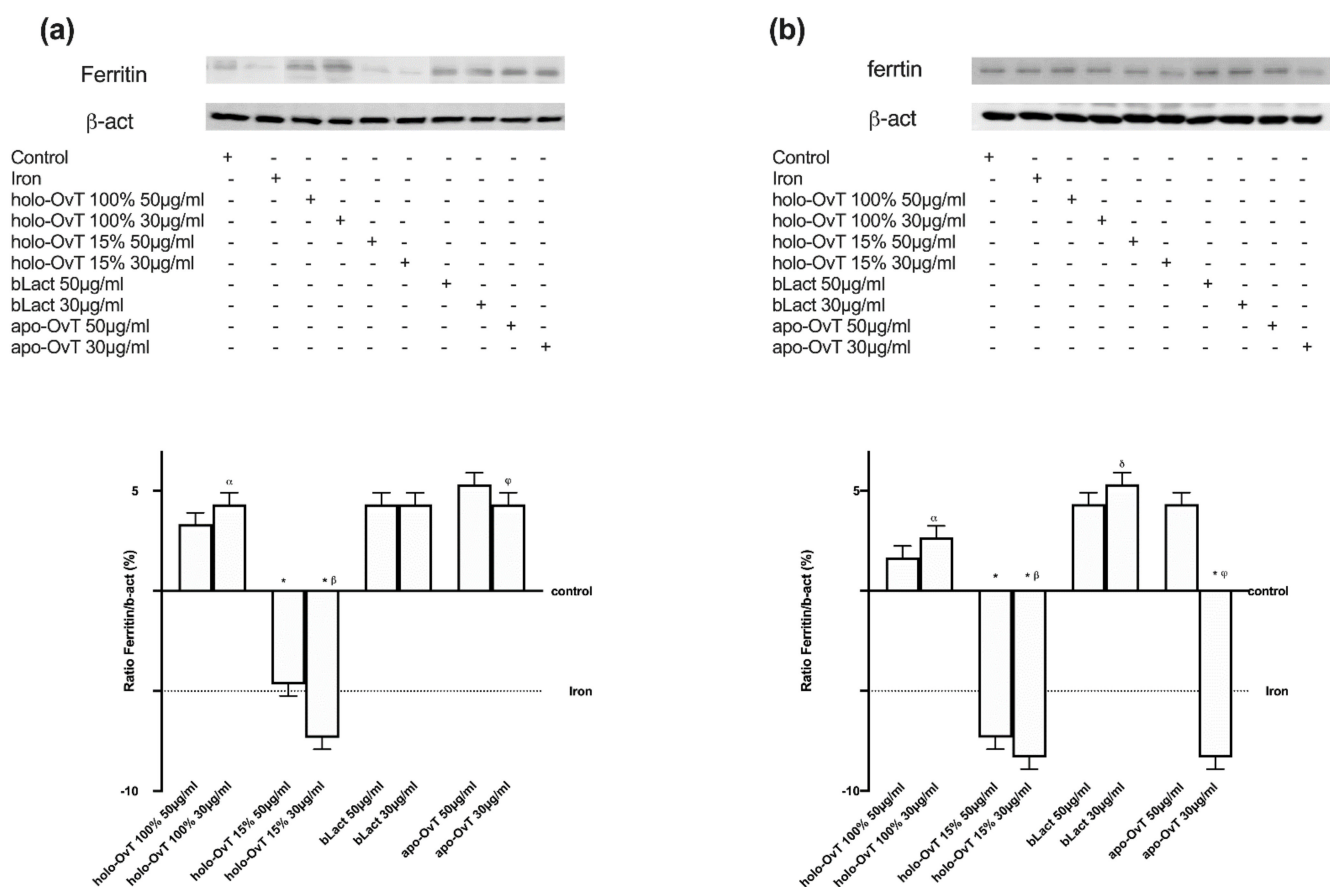 (a)
Ferritin
β-act
Control + - - - - - - - - -
Iron - + - - - - - - - -
holo-OvT 100% 50µg/ml - - + - - - - - - -
holo-OvT 100% 30µg/ml - - - + - - - - - -
holo-OvT 15% 50µg/ml - - - - + - - - - -
holo-OvT 15% 30µg/ml - - - - - + - - - -
bLact 50µg/ml - - - - - - + - - -
bLact 30µg/ml - - - - - - - + - -
apo-OvT 50µg/ml - - - - - - - - + -
apo-OvT 30µg/ml - - - - - - - - - +
Ratio Ferritin/b-act (%)
5
-10
α
*
* β
φ
control
Iron
holo-OvT 100% 50µg/ml
holo-OvT 100% 30µg/ml
holo-OvT 15% 50µg/ml
holo-OvT 15% 30µg/ml
bLact 50µg/ml
bLact 30µg/ml
apo-OvT 50µg/ml
apo-OvT 30µg/ml
(b)
ferrtin
β-act
Control + - - - - - - - - -
Iron - + - - - - - - - -
holo-OvT 100% 50µg/ml - - + - - - - - - -
holo-OvT 100% 30µg/ml - - - + - - - - - -
holo-OvT 15% 50µg/ml - - - - + - - - - -
holo-OvT 15% 30µg/ml - - - - - + - - - -
bLact 50µg/ml - - - - - - + - - -
bLact 30µg/ml - - - - - - - + - -
apo-OvT 50µg/ml - - - - - - - - + -
apo-OvT 30µg/ml - - - - - - - - - +
Ratio Ferritin/b-act (%)
5
-10
α
*
* β
δ
* φ
control
Iron
holo-OvT 100% 50µg/ml
holo-OvT 100% 30µg/ml
holo-OvT 15% 50µg/ml
holo-OvT 15% 30µg/ml
bLact 50µg/ml
bLact 30µg/ml
apo-OvT 50µg/ml
apo-OvT 30µg/ml